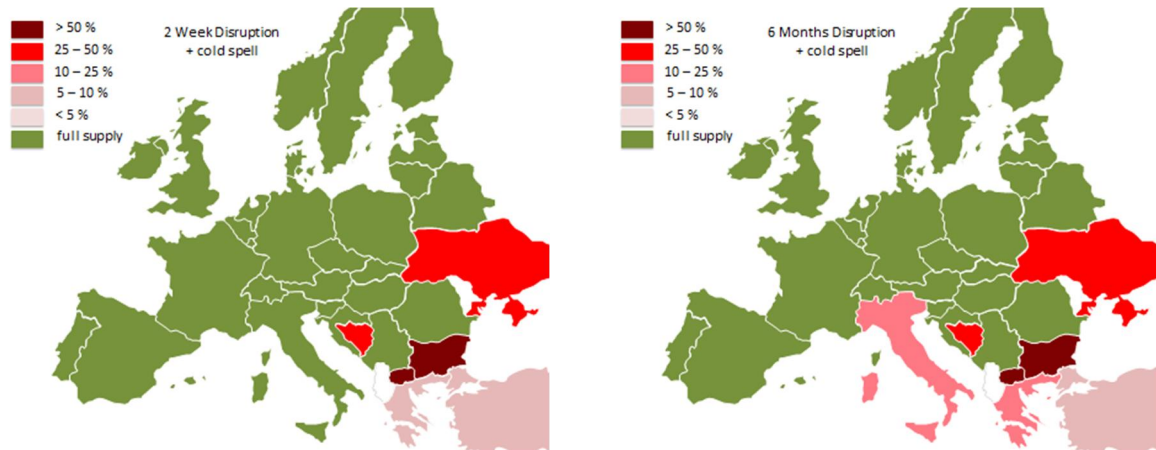 > 50 %
25 – 50 %
10 – 25 %
5 – 10 %
< 5 %
full supply
2 Week Disruption
+ cold spell
> 50 %
25 – 50 %
10 – 25 %
5 – 10 %
< 5 %
full supply
6 Months Disruption
+ cold spell